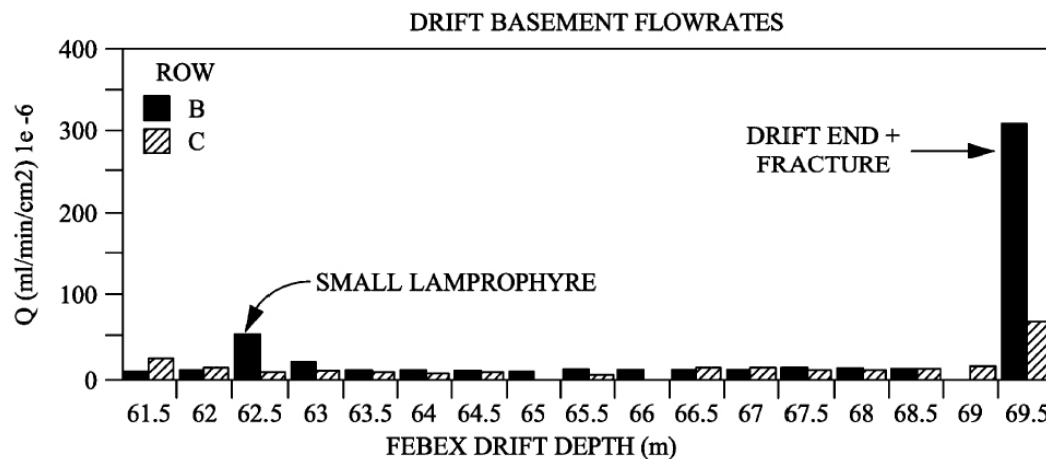 DRIFT BASEMENT FLOWRATES
400
300
200
100
0
Q (ml/min/cm2) 1e -6
ROW
B
C
DRIFT END +
FRACTURE
SMALL LAMPROPHYRE
61.5 62 62.5 63 63.5 64 64.5 65 65.5 66 66.5 67 67.5 68 68.5 69 69.5
FEBEX DRIFT DEPTH (m)